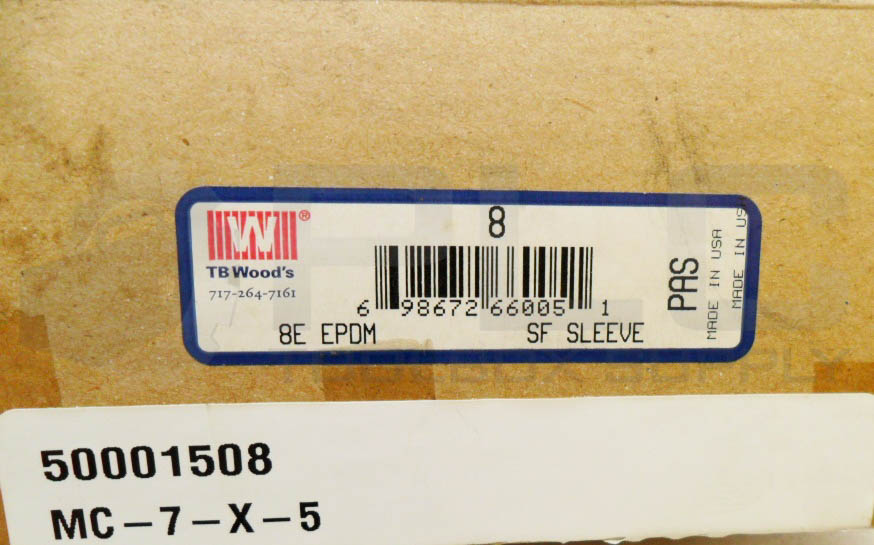 8
W®
TB Wood's
717-264-7161
6 98672 66005 1
8E EPDM SF SLEEVE
PAS
MADE IN USA
MADE IN USA
50001508
MC-7-X-5